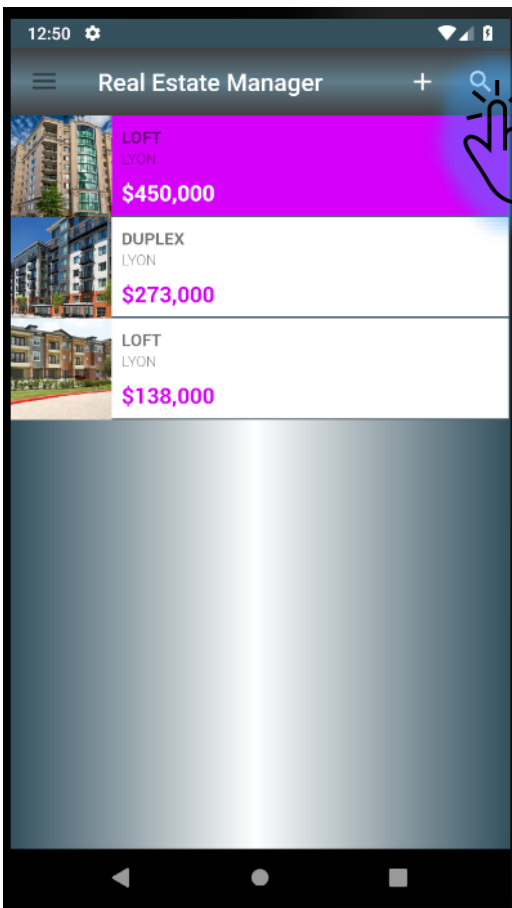 12:50
Real Estate Manager
LOFT
LYON
$450,000
DUPLEX
LYON
$273,000
LOFT
LYON
$138,000